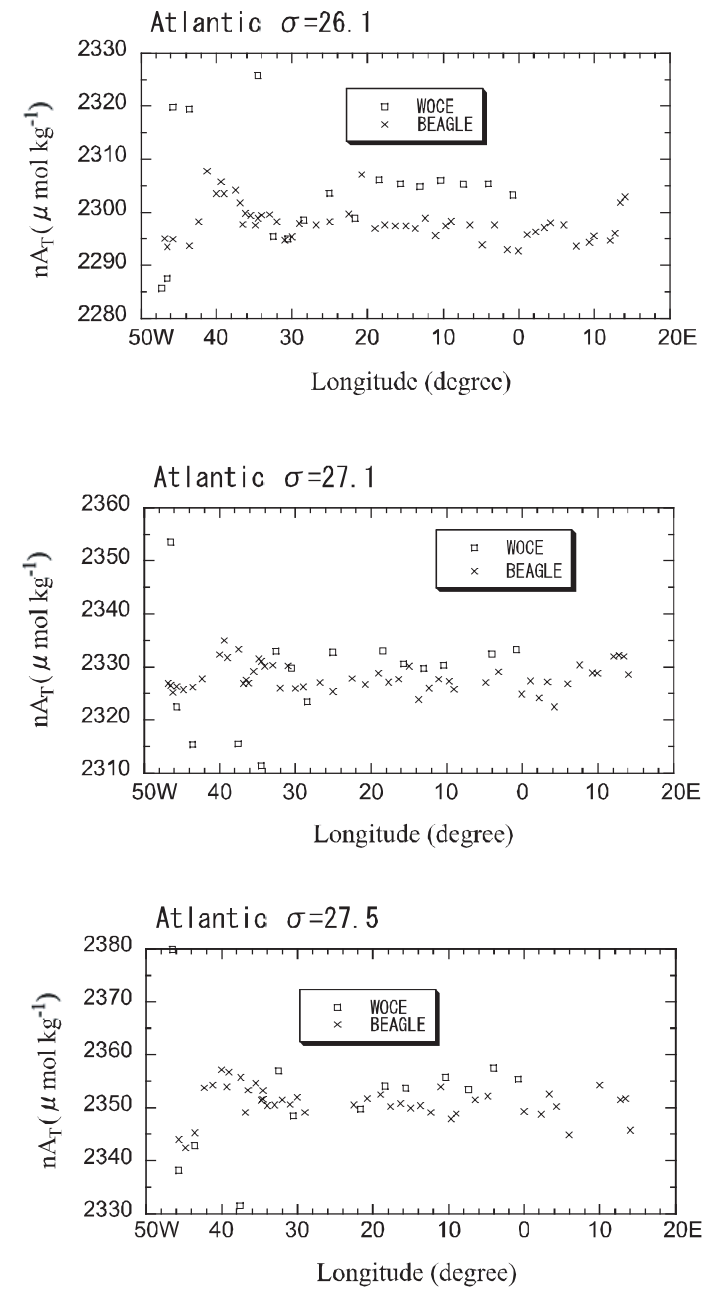 Atlantic σ=26.1
2330
2320
2310
2300
2290
2280
nA_T(μ mol kg⁻¹)
WOCE
BEAGLE
50W 40 30 20 10 0 10 20E
Longitude (degree)
Atlantic σ=27.1
2360
2350
2340
2330
2320
2310
nA_T(μ mol kg⁻¹)
WOCE
BEAGLE
50W 40 30 20 10 0 10 20E
Longitude (degree)
Atlantic σ=27.5
2380
2370
2360
2350
2340
2330
nA_T(μ mol kg⁻¹)
WOCE
BEAGLE
50W 40 30 20 10 0 10 20E
Longitude (degree)